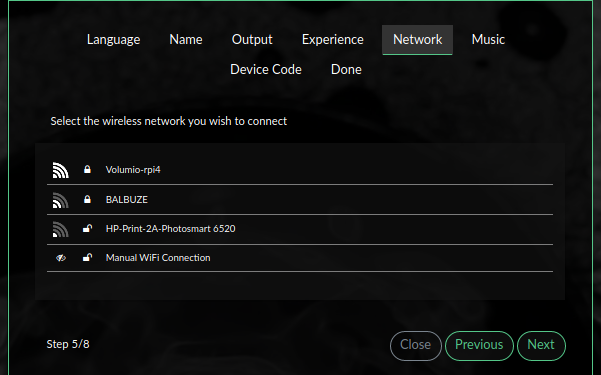 Language Name Output Experience Network Music
Device Code Done
Select the wireless network you wish to connect
Volumio-rpi4
BALBUZE
HP-Print-2A-Photosmart 6520
Manual WiFi Connection
Step 5/8 Close Previous Next